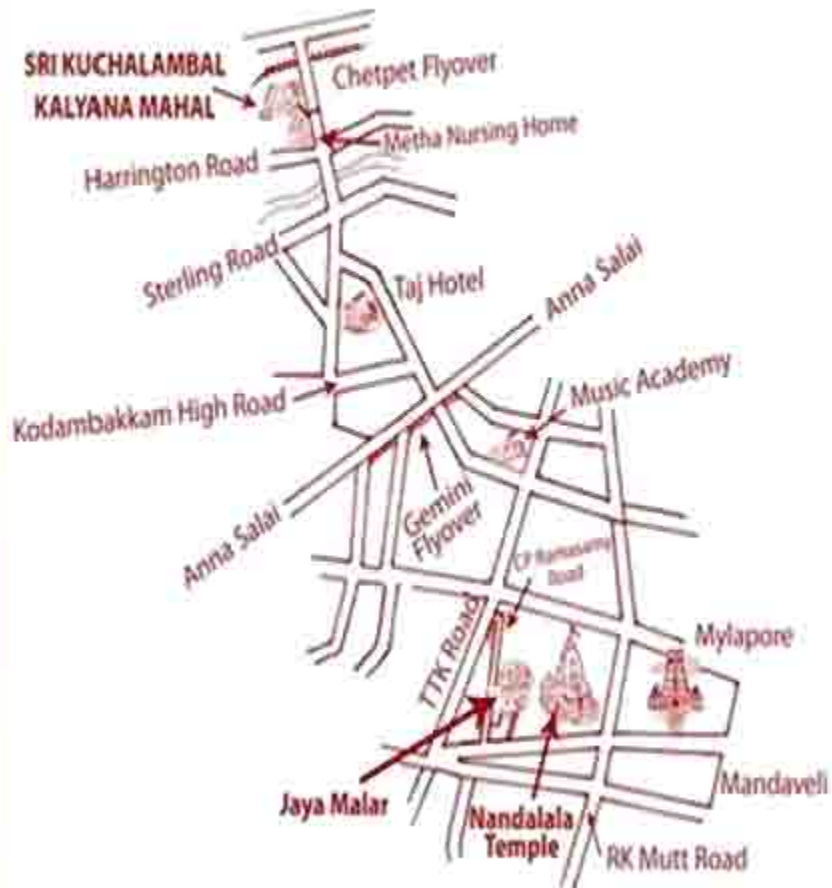 SRI KUCHALAMBAL
KALYANA MAHAL
Chetpet Flyover
Metha Nursing Home
Harrington Road
Sterling Road
Taj Hotel
Anna Salai
Music Academy
Kodambakkam High Road
Gemini
Flyover
Anna Salai
CP Ramasamy
Road
TTK Road
Mylapore
Jaya Malar
Nandalala
Temple
Mandaveli
RK Mutt Road